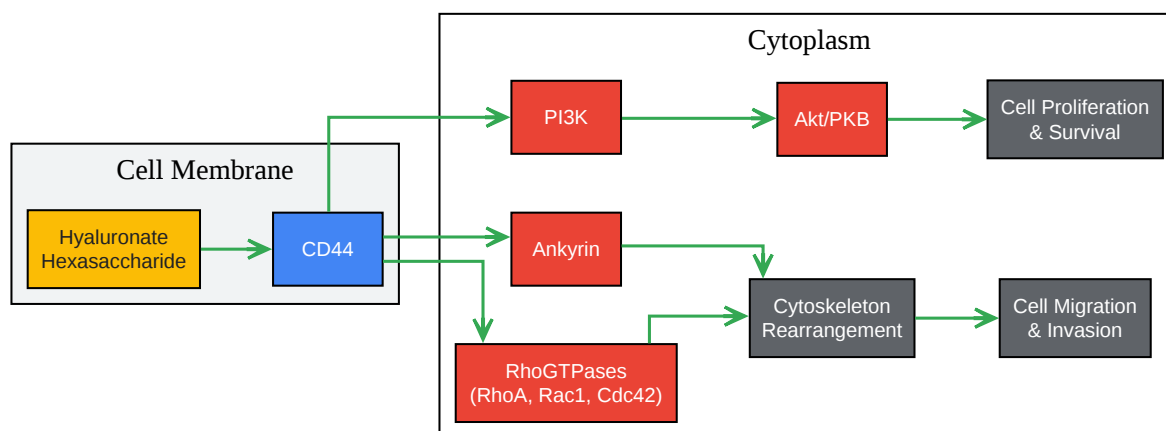 Cytoplasm
PI3K
Akt/PKB
Cell Proliferation
& Survival
Cell Membrane
Hyaluronate
Hexasaccharide
CD44
Ankyrin
Cytoskeleton
Rearrangement
Cell Migration
& Invasion
RhoGTPases
(RhoA, Rac1, Cdc42)